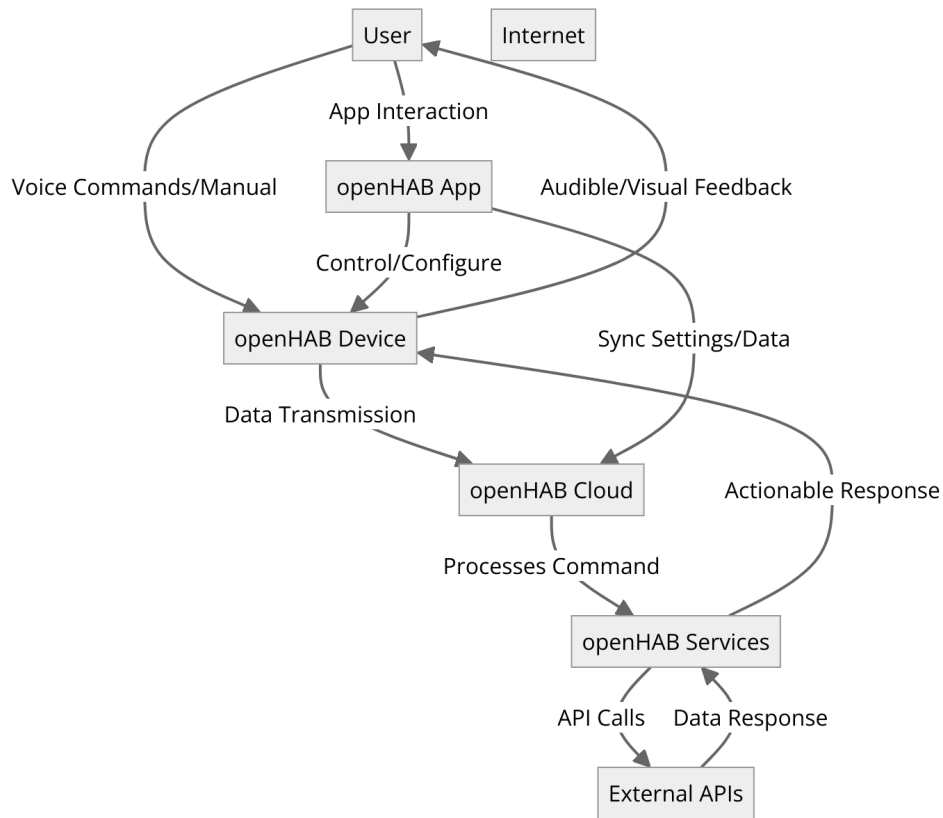 User
Internet
App Interaction
Voice Commands/Manual
openHAB App
Audible/Visual Feedback
Control/Configure
openHAB Device
Sync Settings/Data
Data Transmission
openHAB Cloud
Actionable Response
Processes Command
openHAB Services
API Calls
Data Response
External APIs